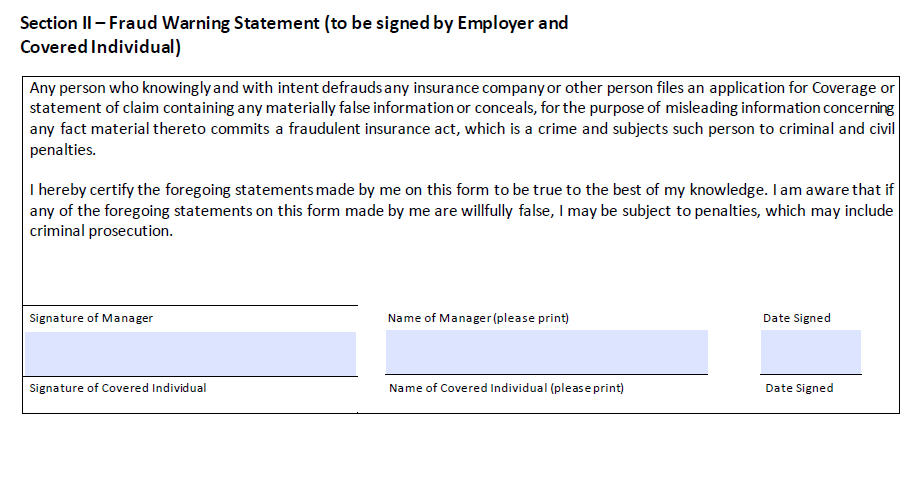 Section II – Fraud Warning Statement (to be signed by Employer and
Covered Individual)
Any person who knowingly and with intent defrauds any insurance company or other person files an application for Coverage or
statement of claim containing any materially false information or conceals, for the purpose of misleading information concerning
any fact material thereto commits a fraudulent insurance act, which is a crime and subjects such person to criminal and civil
penalties.
I hereby certify the foregoing statements made by me on this form to be true to the best of my knowledge. I am aware that if
any of the foregoing statements on this form made by me are willfully false, I may be subject to penalties, which may include
criminal prosecution.
Signature of Manager Name of Manager (please print) Date Signed
Signature of Covered Individual Name of Covered Individual (please print) Date Signed